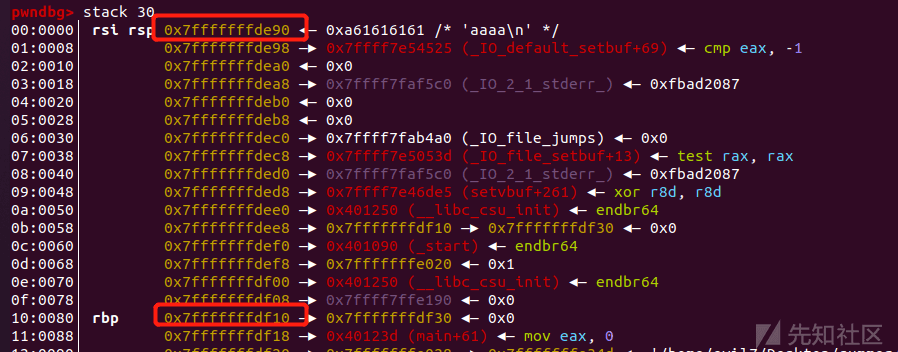 pwndbg> stack 30
00:0000│ rsi rsp 0x7fffffffde90 ◂— 0xa61616161 /* 'aaaa\n' */
01:0008│ 0x7fffffffde98 —▸ 0x7ffff7e54525 (_IO_default_setbuf+69) ◂— cmp eax, -1
02:0010│ 0x7fffffffdea0 ◂— 0x0
03:0018│ 0x7fffffffdea8 —▸ 0x7ffff7faf5c0 (_IO_2_1_stderr_) ◂— 0xfbad2087
04:0020│ 0x7fffffffdeb0 ◂— 0x0
05:0028│ 0x7fffffffdeb8 ◂— 0x0
06:0030│ 0x7fffffffdec0 —▸ 0x7ffff7fab4a0 (_IO_file_jumps) ◂— 0x0
07:0038│ 0x7fffffffdec8 —▸ 0x7ffff7e5053d (_IO_file_setbuf+13) ◂— test rax, rax
08:0040│ 0x7fffffffded0 —▸ 0x7ffff7faf5c0 (_IO_2_1_stderr_) ◂— 0xfbad2087
09:0048│ 0x7fffffffded8 —▸ 0x7ffff7e46de5 (setvbuf+261) ◂— xor r8d, r8d
0a:0050│ 0x7fffffffdee0 —▸ 0x401250 (__libc_csu_init) ◂— endbr64
0b:0058│ 0x7fffffffdee8 —▸ 0x7fffffffdf10 —▸ 0x7fffffffdf30 ◂— 0x0
0c:0060│ 0x7fffffffdef0 —▸ 0x401090 (_start) ◂— endbr64
0d:0068│ 0x7fffffffdef8 —▸ 0x7fffffffe020 ◂— 0x1
0e:0070│ 0x7fffffffdf00 —▸ 0x401250 (__libc_csu_init) ◂— endbr64
0f:0078│ 0x7fffffffdf08 —▸ 0x7ffff7ffe190 ◂— 0x0
10:0080│ rbp 0x7fffffffdf10 —▸ 0x7fffffffdf30 ◂— 0x0
11:0088│ 0x7fffffffdf18 —▸ 0x40123d (main+61) ◂— mov eax, 0
先知社区